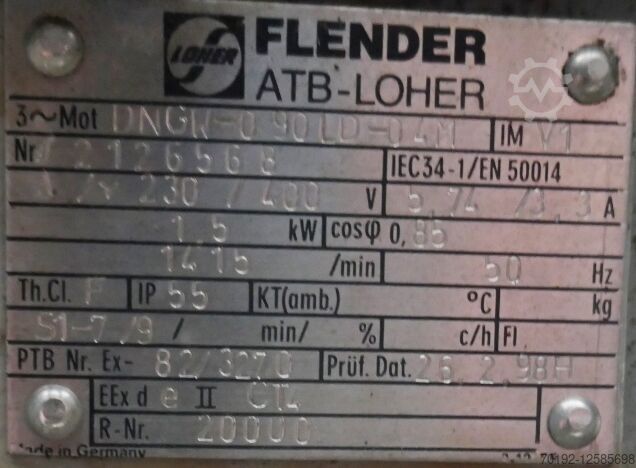 LOHER
FLENDER
ATB-LOHER
3~Mot DNGW-090LD-04M IM V1
Nr 2126568 IEC34-1/EN 50014
230/400 V 5,74 /3,3 A
1,5 kW cosφ 0,85
1415 /min 50 Hz
Th.Cl. F IP 55 KT(amb.) °C kg
S1-7/9/ min/ % c/h FI
PTB Nr. Ex- 82/3270 Prüf. Dat. 26.2.98H
EEx d e II CT4
R-Nr. 20000
Made in Germany
70192-12585698